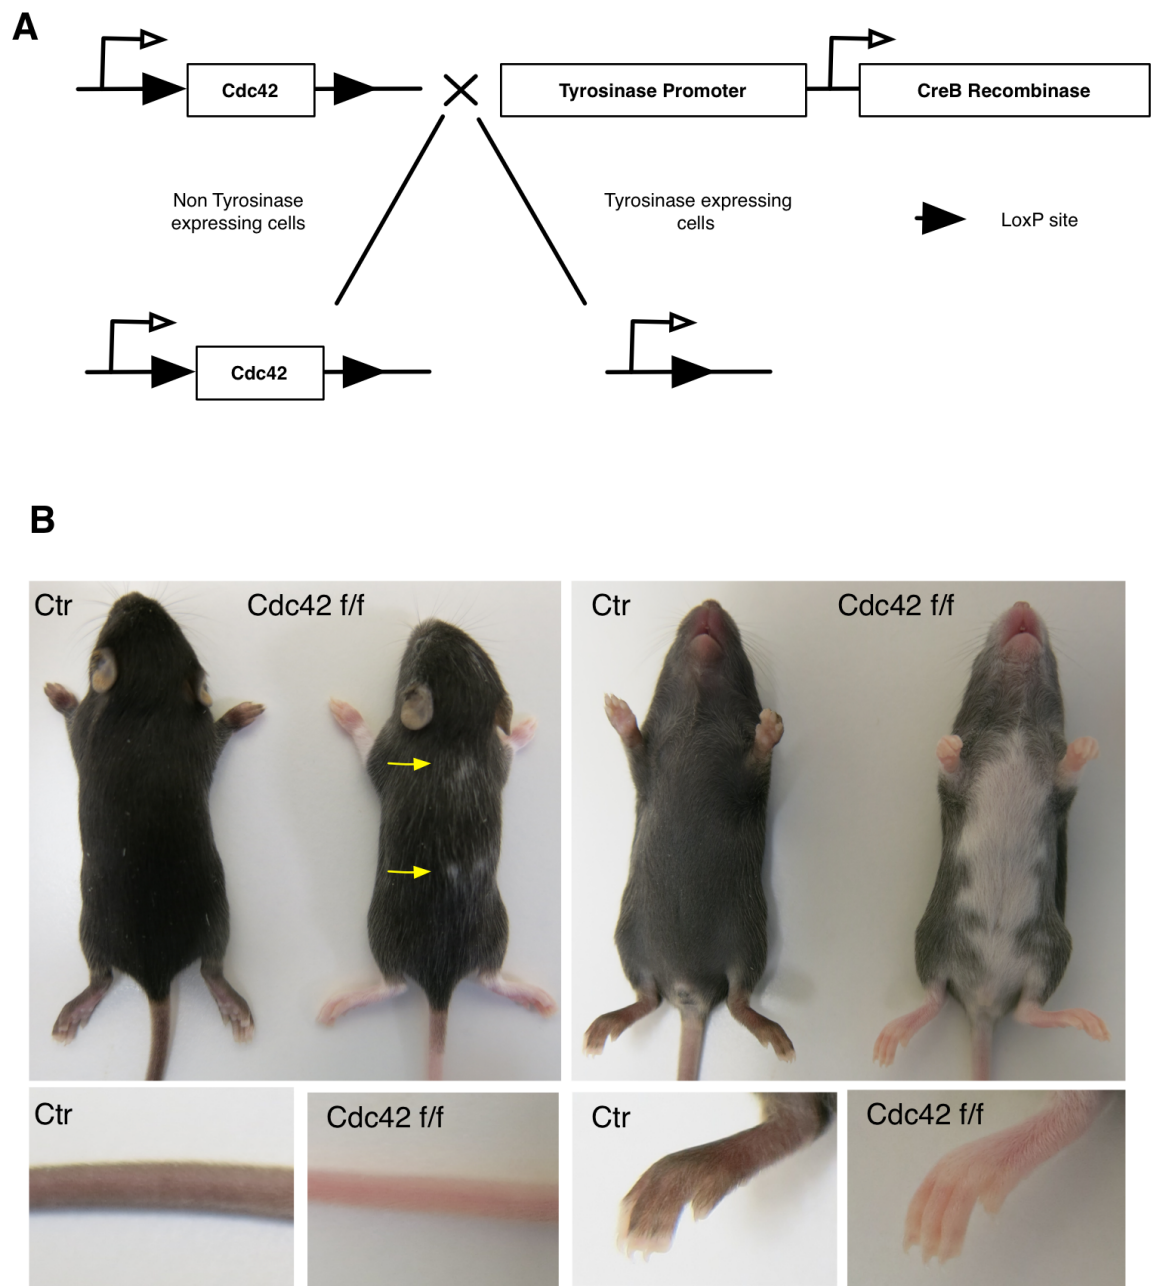 A
Cdc42
Tyrosinase Promoter
CreB Recombinase
Non Tyrosinase
expressing cells
Tyrosinase expressing
cells
LoxP site
Cdc42
B
Ctr
Cdc42 f/f
Ctr
Cdc42 f/f
Ctr
Cdc42 f/f
Ctr
Cdc42 f/f